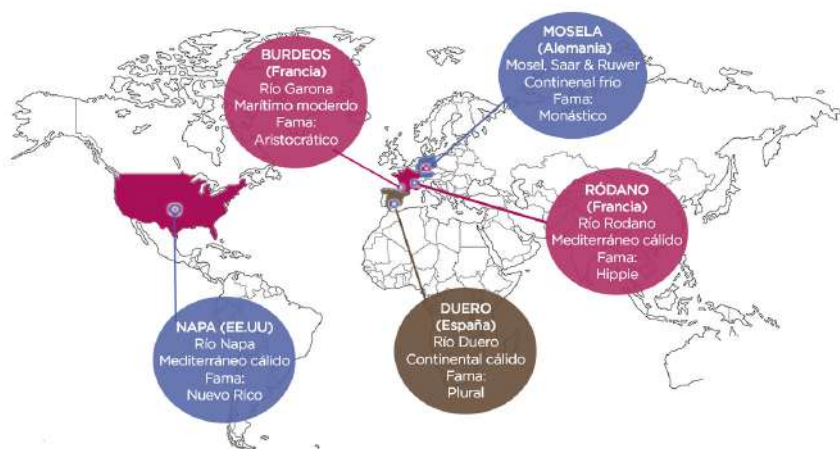 BURDEOS
(Francia)
Río Garona
Marítimo moderdo
Fama:
Aristocrático
MOSELA
(Alemania)
Mosel, Saar & Ruwer
Continenal frío
Fama:
Monástico
RÓDANO
(Francia)
Río Rodano
Mediterráneo cálido
Fama:
Hippie
NAPA (EE.UU)
Río Napa
Mediterráneo cálido
Fama:
Nuevo Rico
DUERO
(España)
Río Duero
Continental cálido
Fama:
Plural